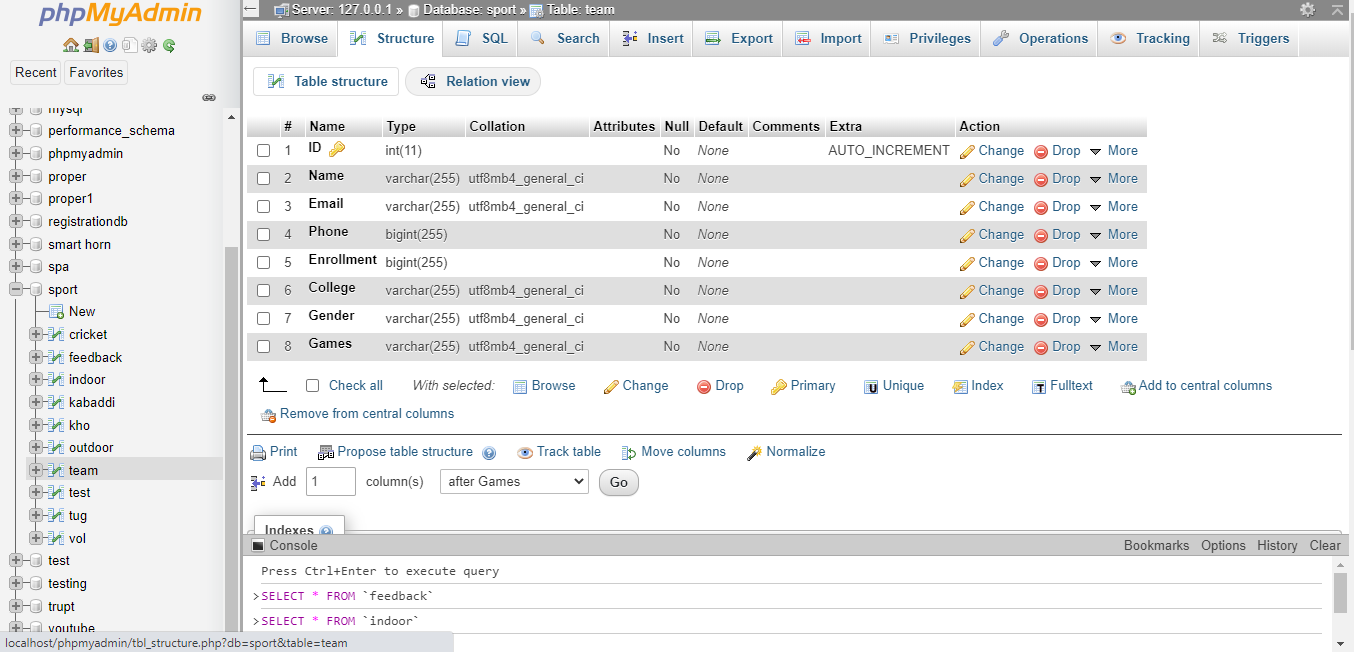 phpMyAdmin
Recent Favorites
mysql
performance_schema
phpmyadmin
proper
proper1
registrationdb
smart horn
spa
sport
New
cricket
feedback
indoor
kabaddi
kho
outdoor
team
test
tug
vol
test
testing
trupt
youtube
localhost/phpmyadmin/tbl_structure.php?db=sport&table=team
Server: 127.0.0.1 » Database: sport » Table: team
Browse Structure SQL Search Insert Export Import Privileges Operations Tracking Triggers
Table structure Relation view
# Name Type Collation Attributes Null Default Comments Extra Action
1 ID int(11) No None AUTO_INCREMENT Change Drop More
2 Name varchar(255) utf8mb4_general_ci No None Change Drop More
3 Email varchar(255) utf8mb4_general_ci No None Change Drop More
4 Phone bigint(255) No None Change Drop More
5 Enrollment bigint(255) No None Change Drop More
6 College varchar(255) utf8mb4_general_ci No None Change Drop More
7 Gender varchar(255) utf8mb4_general_ci No None Change Drop More
8 Games varchar(255) utf8mb4_general_ci No None Change Drop More
Check all With selected: Browse Change Drop Primary Unique Index Fulltext Add to central columns
Remove from central columns
Print Propose table structure Track table Move columns Normalize
Add 1 column(s) after Games Go
Indexes
Console Bookmarks Options History Clear
Press Ctrl+Enter to execute query
>SELECT * FROM `feedback`
>SELECT * FROM `indoor`